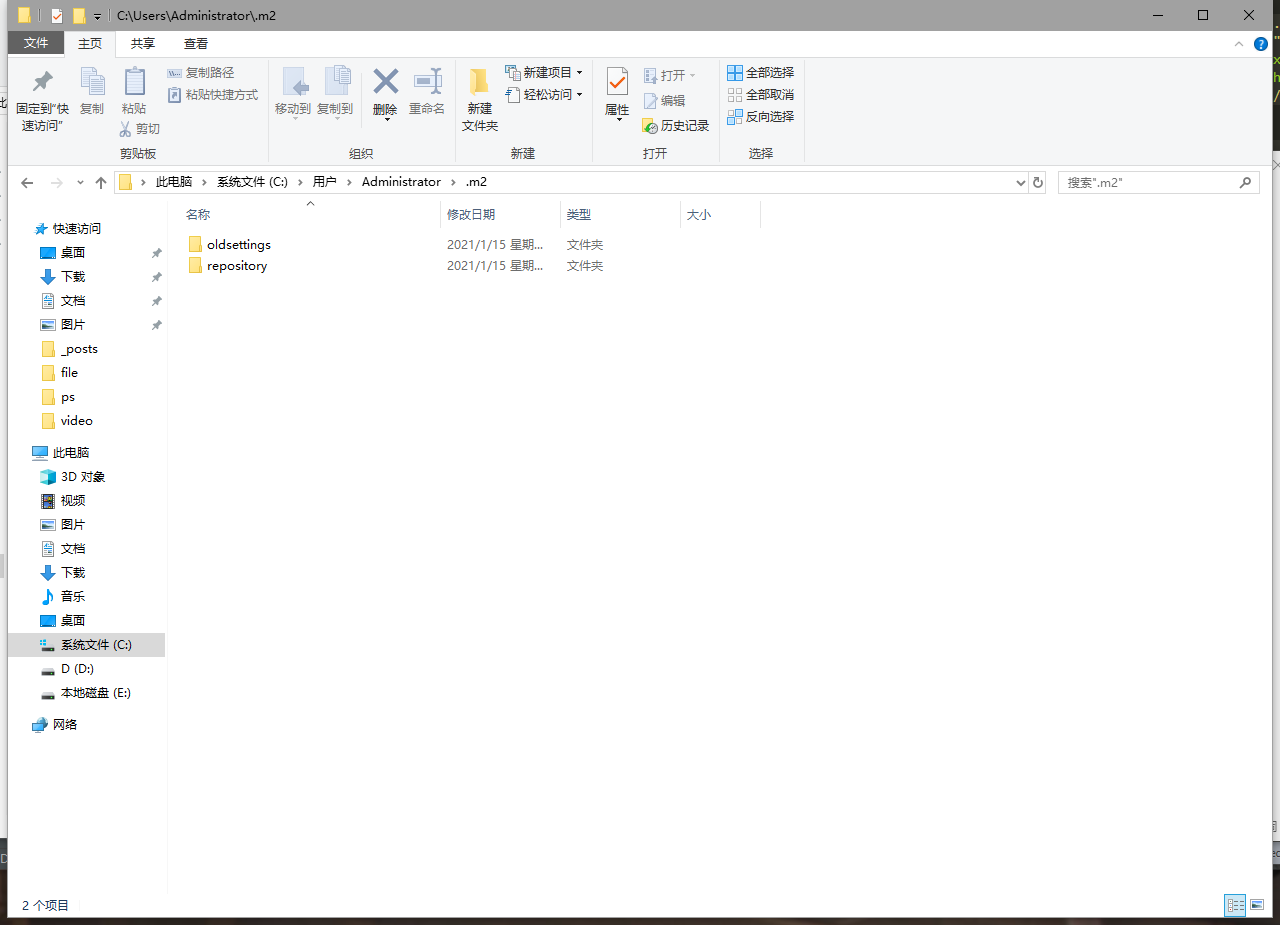 C:\Users\Administrator\.m2
文件 主页 共享 查看
固定到"快速访问"
复制
粘贴
复制路径
粘贴快捷方式
剪切
剪贴板
移动到
复制到
删除
重命名
组织
新建
文件夹
新建项目
轻松访问
新建
属性
打开
编辑
历史记录
打开
全部选择
全部取消
反向选择
选择
此电脑 系统文件 (C:) 用户 Administrator .m2
搜索".m2"
名称 修改日期 类型 大小
oldsettings 2021/1/15 星期... 文件夹
repository 2021/1/15 星期... 文件夹
快速访问
桌面
下载
文档
图片
_posts
file
ps
video
此电脑
3D 对象
视频
图片
文档
下载
音乐
桌面
系统文件 (C:)
D (D:)
本地磁盘 (E:)
网络
2 个项目